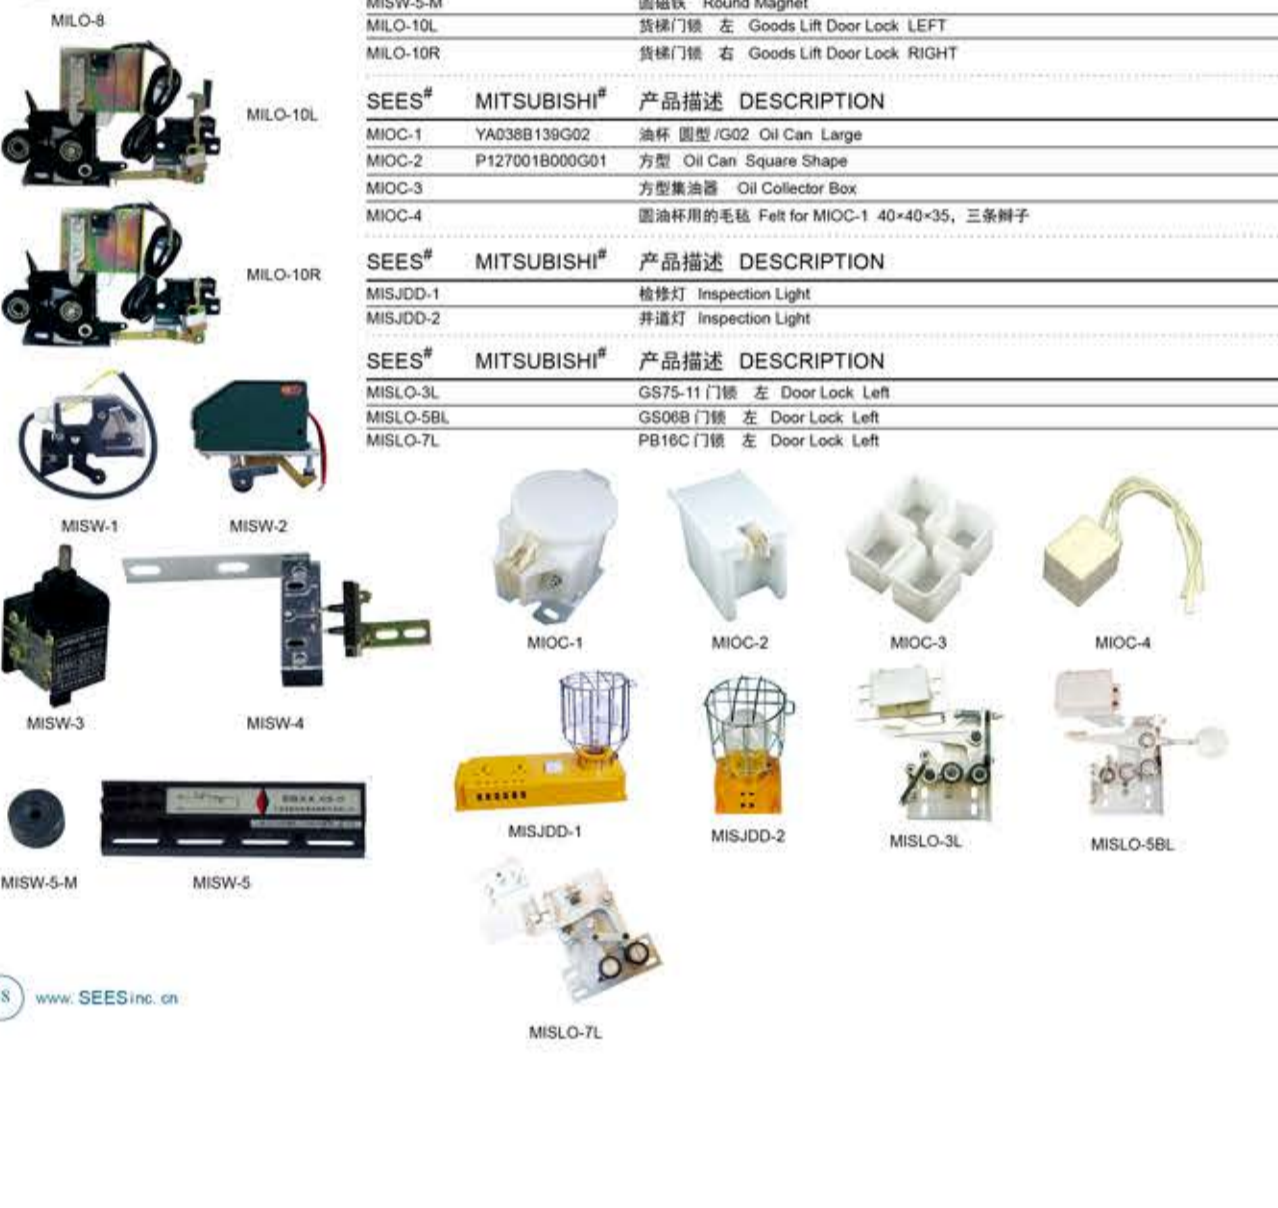 MILO-8
MISW-5-M 圆磁铁 Round Magnet
MILO-10L 货梯门锁 左 Goods Lift Door Lock LEFT
MILO-10R 货梯门锁 右 Goods Lift Door Lock RIGHT
MILO-10L
MILO-10R
SEES# MITSUBISHI# 产品描述 DESCRIPTION
MIOC-1 YA038B139G02 油杯 圆型 /G02 Oil Can Large
MIOC-2 P127001B000G01 方型 Oil Can Square Shape
MIOC-3 方型集油器 Oil Collector Box
MIOC-4 圆油杯用的毛毡 Felt for MIOC-1 40×40×35，三条辫子
SEES# MITSUBISHI# 产品描述 DESCRIPTION
MISJDD-1 检修灯 Inspection Light
MISJDD-2 井道灯 Inspection Light
SEES# MITSUBISHI# 产品描述 DESCRIPTION
MISLO-3L GS75-11 门锁 左 Door Lock Left
MISLO-5BL GS06B 门锁 左 Door Lock Left
MISLO-7L PB16C 门锁 左 Door Lock Left
MISW-1 MISW-2
MISW-3 MISW-4
MISW-5-M MISW-5
MIOC-1 MIOC-2 MIOC-3 MIOC-4
MISJDD-1 MISJDD-2 MISLO-3L MISLO-5BL
MISLO-7L
8 www.SEESinc.cn